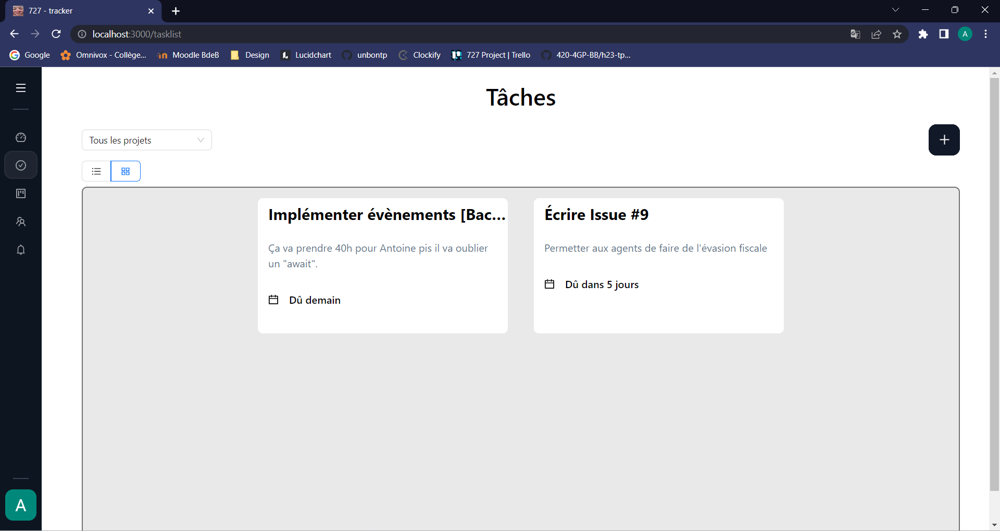 727 - tracker
localhost:3000/tasklist
A
Google
Omnivox - Collège...
Moodle BdeB
Design
Lucidchart
unbontp
Clockify
727 Project | Trello
420-4GP-BB/h23-tp...
Tâches
Tous les projets
Implémenter évènements [Bac...
Ça va prendre 40h pour Antoine pis il va oublier
un "await".
Dû demain
Écrire Issue #9
Permetter aux agents de faire de l'évasion fiscale
Dû dans 5 jours
A